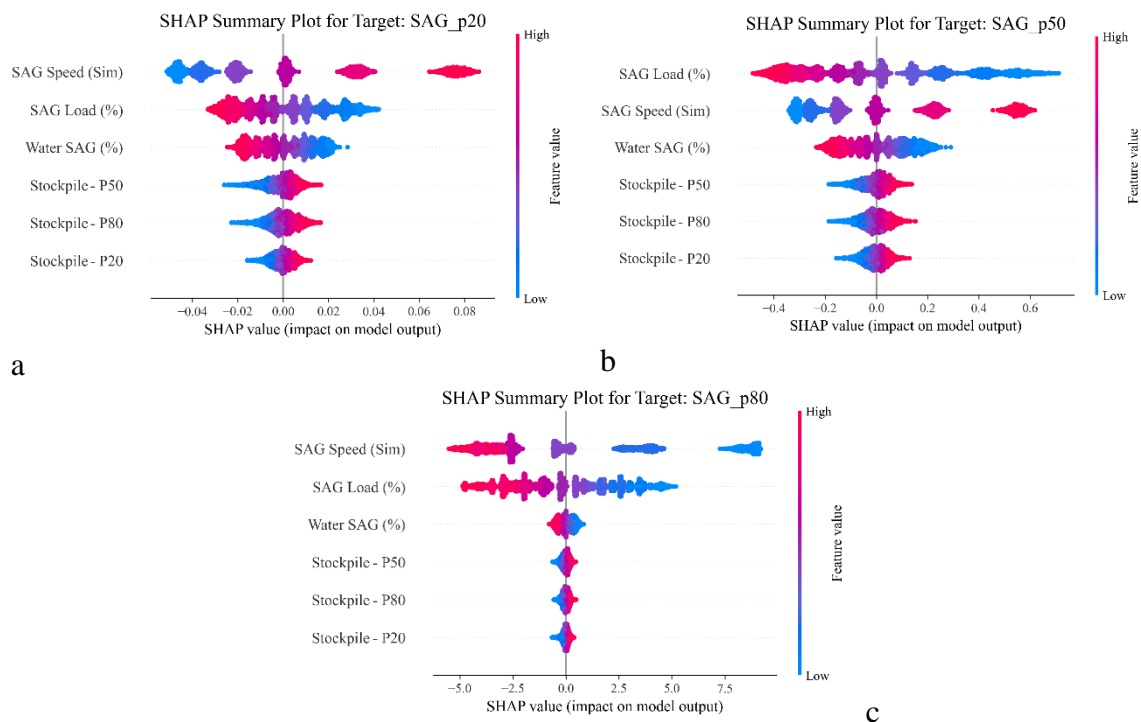 SHAP Summary Plot for Target: SAG_p20
High
SAG Speed (Sim)
SAG Load (%)
Water SAG (%)
Stockpile - P50
Stockpile - P80
Stockpile - P20
Feature value
Low
−0.04 −0.02 0.00 0.02 0.04 0.06 0.08
SHAP value (impact on model output)
a
SHAP Summary Plot for Target: SAG_p50
High
SAG Load (%)
SAG Speed (Sim)
Water SAG (%)
Stockpile - P50
Stockpile - P80
Stockpile - P20
Feature value
Low
−0.4 −0.2 0.0 0.2 0.4 0.6
SHAP value (impact on model output)
b
SHAP Summary Plot for Target: SAG_p80
High
SAG Speed (Sim)
SAG Load (%)
Water SAG (%)
Stockpile - P50
Stockpile - P80
Stockpile - P20
Feature value
Low
−5.0 −2.5 0.0 2.5 5.0 7.5
SHAP value (impact on model output)
c